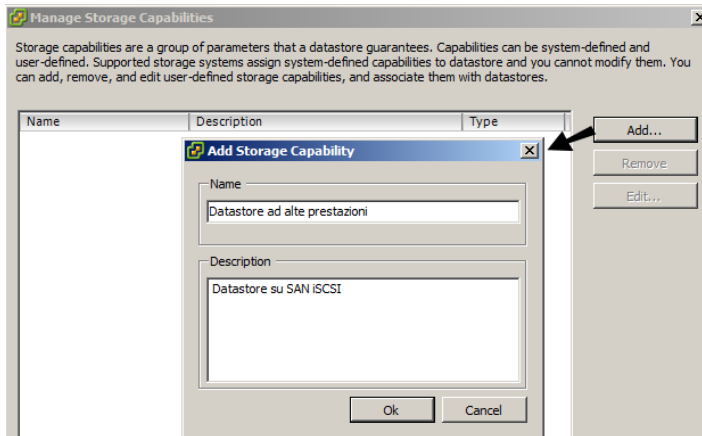 Manage Storage Capabilities
Storage capabilities are a group of parameters that a datastore guarantees. Capabilities can be system-defined and
user-defined. Supported storage systems assign system-defined capabilities to datastore and you cannot modify them. You
can add, remove, and edit user-defined storage capabilities, and associate them with datastores.
Name Description Type
Add...
Remove
Edit...
Add Storage Capability
Name
Datastore ad alte prestazioni
Description
Datastore su SAN iSCSI
Ok Cancel